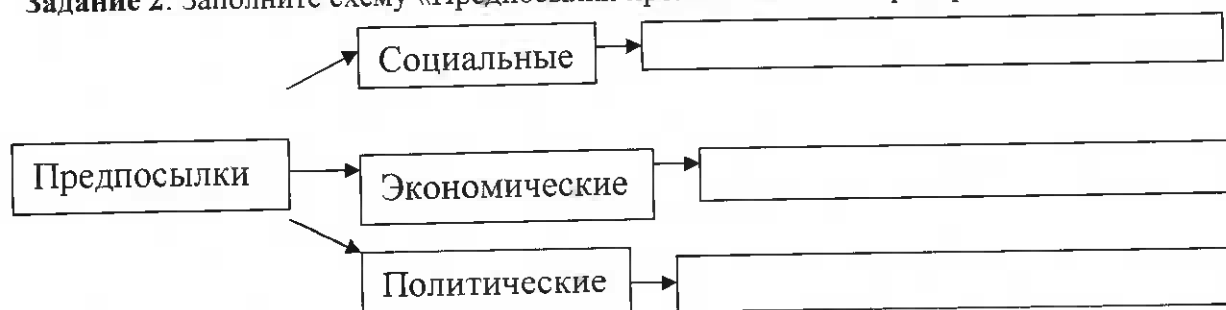 Задание 2. Заполните схему «Предпосылки
Социальные
Предпосылки
Экономические
Политические